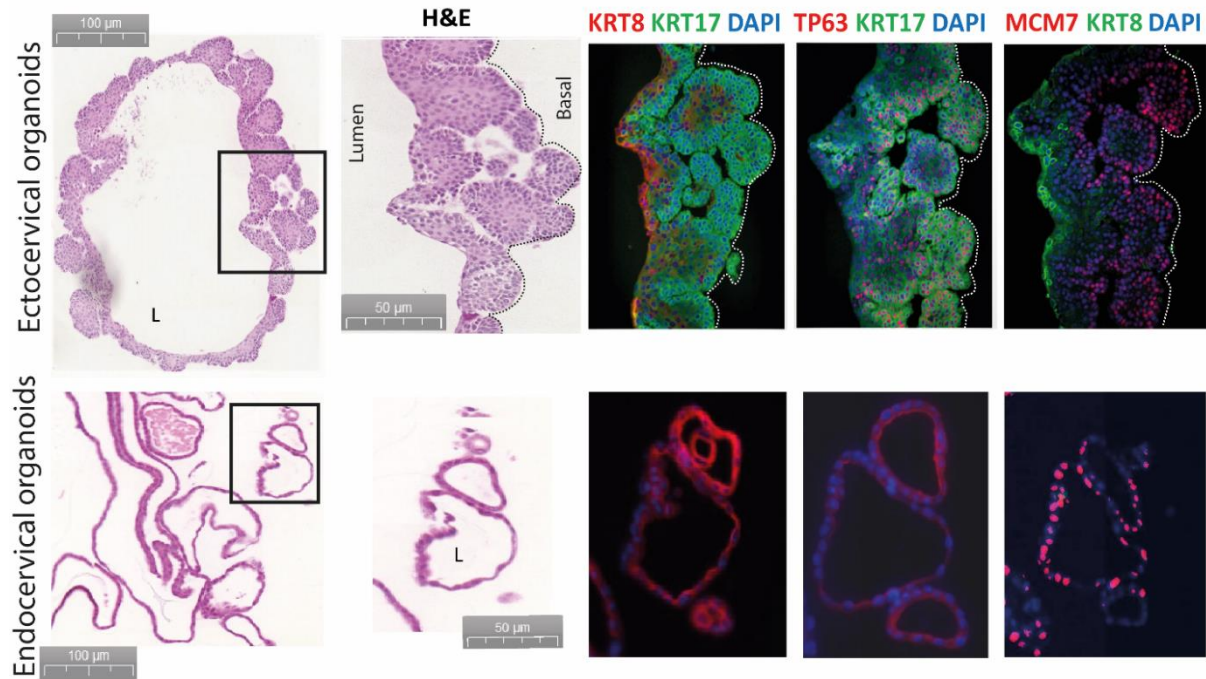 H&E
KRT8 KRT17 DAPI
TP63 KRT17 DAPI
MCM7 KRT8 DAPI
Ectocervical organoids
100 µm
L
Lumen
Basal
50 µm
Endocervical organoids
100 µm
L
50 µm